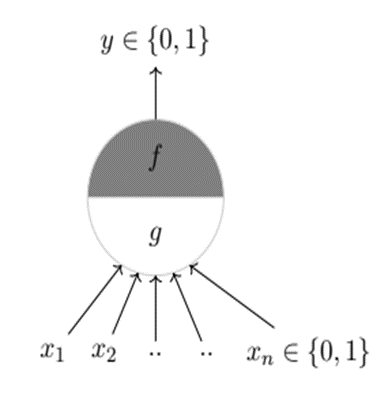 y ∈ {0, 1}
f
g
x₁ x₂ .. .. xₙ ∈ {0, 1}